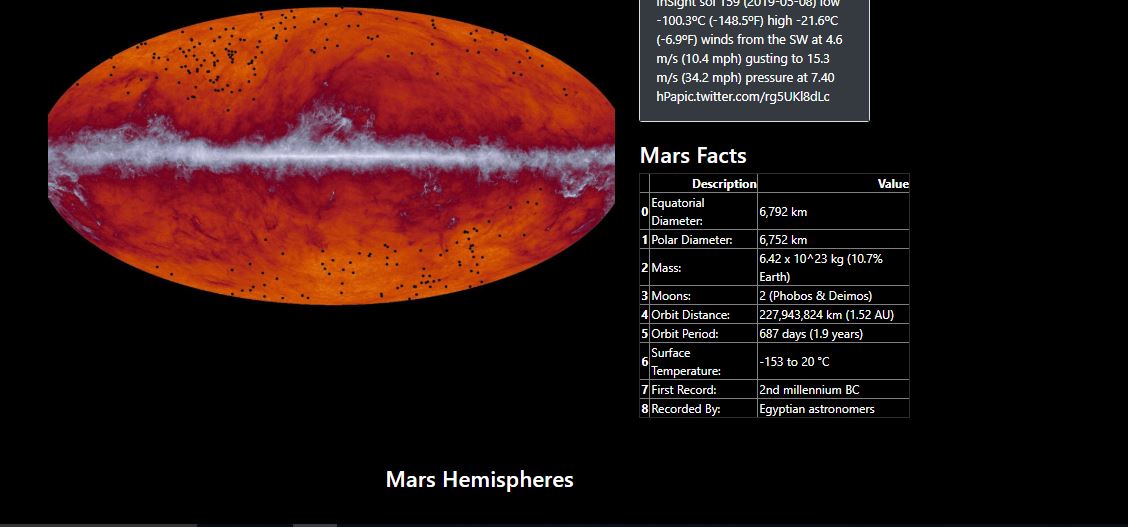 InSight sol 159 (2019-05-08) low
-100.3ºC (-148.5ºF) high -21.6ºC
(-6.9ºF) winds from the SW at 4.6
m/s (10.4 mph) gusting to 15.3
m/s (34.2 mph) pressure at 7.40
hPapic.twitter.com/rg5UKl8dLc
Mars Facts
Description Value
0 Equatorial Diameter: 6,792 km
1 Polar Diameter: 6,752 km
2 Mass: 6.42 x 10^23 kg (10.7% Earth)
3 Moons: 2 (Phobos & Deimos)
4 Orbit Distance: 227,943,824 km (1.52 AU)
5 Orbit Period: 687 days (1.9 years)
6 Surface Temperature: -153 to 20 °C
7 First Record: 2nd millennium BC
8 Recorded By: Egyptian astronomers
Mars Hemispheres